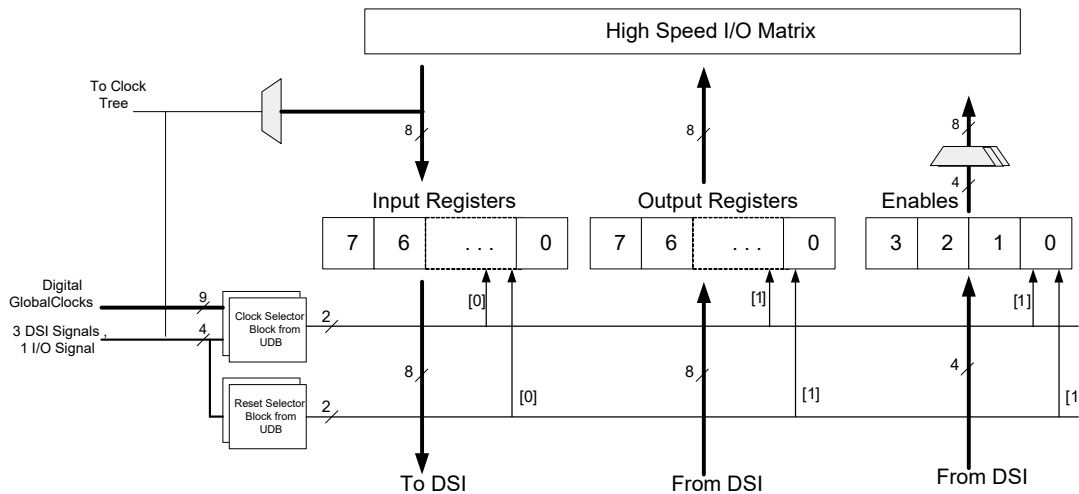 High Speed I/O Matrix
To Clock
Tree
8
8
8
4
Input Registers
Output Registers
Enables
7 6 . . . 0
7 6 . . . 0
3 2 1 0
Digital
GlobalClocks
9
[0]
[1]
[1]
3 DSI Signals ,
1 I/O Signal
4
Clock Selector
Block from
UDB
2
8
8
4
Reset Selector
Block from
UDB
2
[0]
[1]
[1
To DSI
From DSI
From DSI